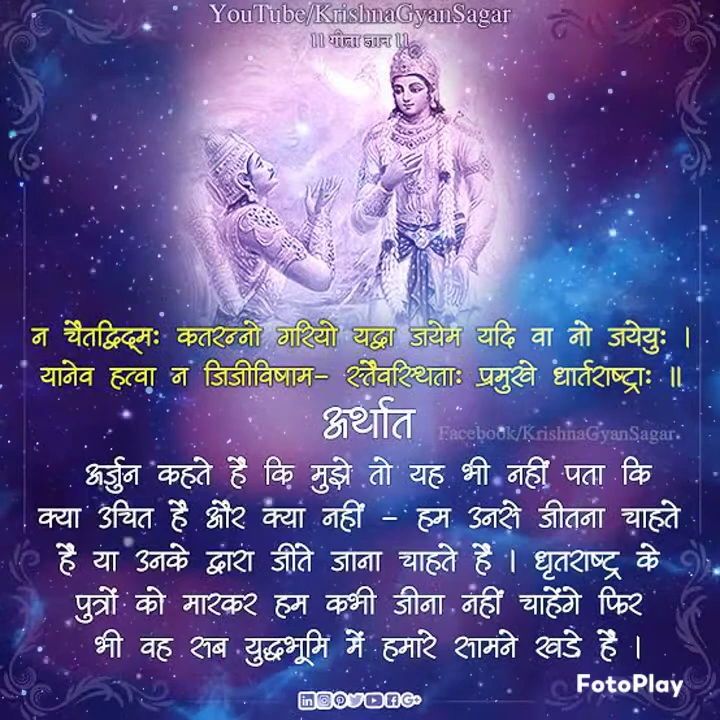 YouTube/KrishnaGyanSagar
|| गीता ज्ञान ||
न चैतद्विद्मः कतरन्नो गरियो यद्वा जयेम यदि वा नो जयेयुः ।
यानेव हत्वा न जिजीविषाम- स्तेवस्थिताः प्रमुखे धार्तराष्ट्राः ॥
अर्थात
Facebook/KrishnaGyanSagar
अर्जुन कहते है कि मुझे तो यह भी नहीं पता कि
क्या उचित है और क्या नहीं – हम उनसे जीतना चाहते
है या उनके द्वारा जीते जाना चाहते है । धृतराष्ट्र के
पुत्रों को मारकर हम कभी जीना नहीं चाहेंगे फिर
भी वह सब युद्धभूमि में हमारे सामने खडे है ।
FotoPlay